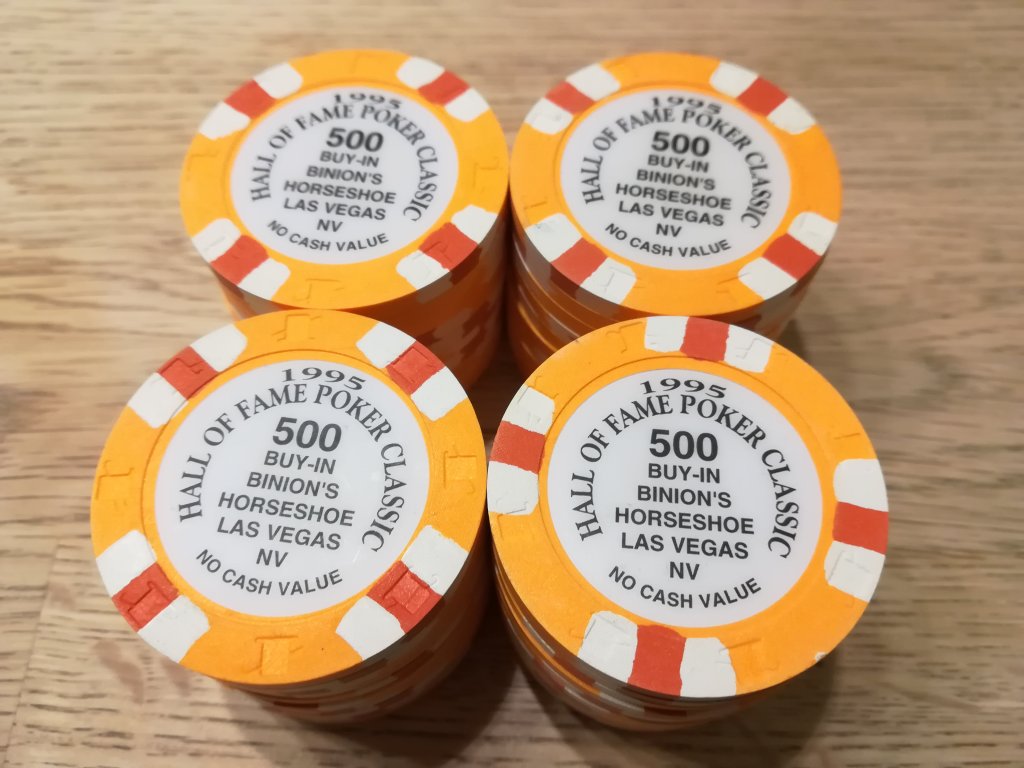 1995
HALL OF FAME POKER CLASSIC
500
BUY-IN
BINION'S
HORSESHOE
LAS VEGAS
NV
NO CASH VALUE
1995
HALL OF FAME POKER CLASSIC
500
BUY-IN
BINION'S
HORSESHOE
LAS VEGAS
NV
NO CASH VALUE
1995
HALL OF FAME POKER CLASSIC
500
BUY-IN
BINION'S
HORSESHOE
LAS VEGAS
NV
NO CASH VALUE
1995
HALL OF FAME POKER CLASSIC
500
BUY-IN
BINION'S
HORSESHOE
LAS VEGAS
NV
NO CASH VALUE